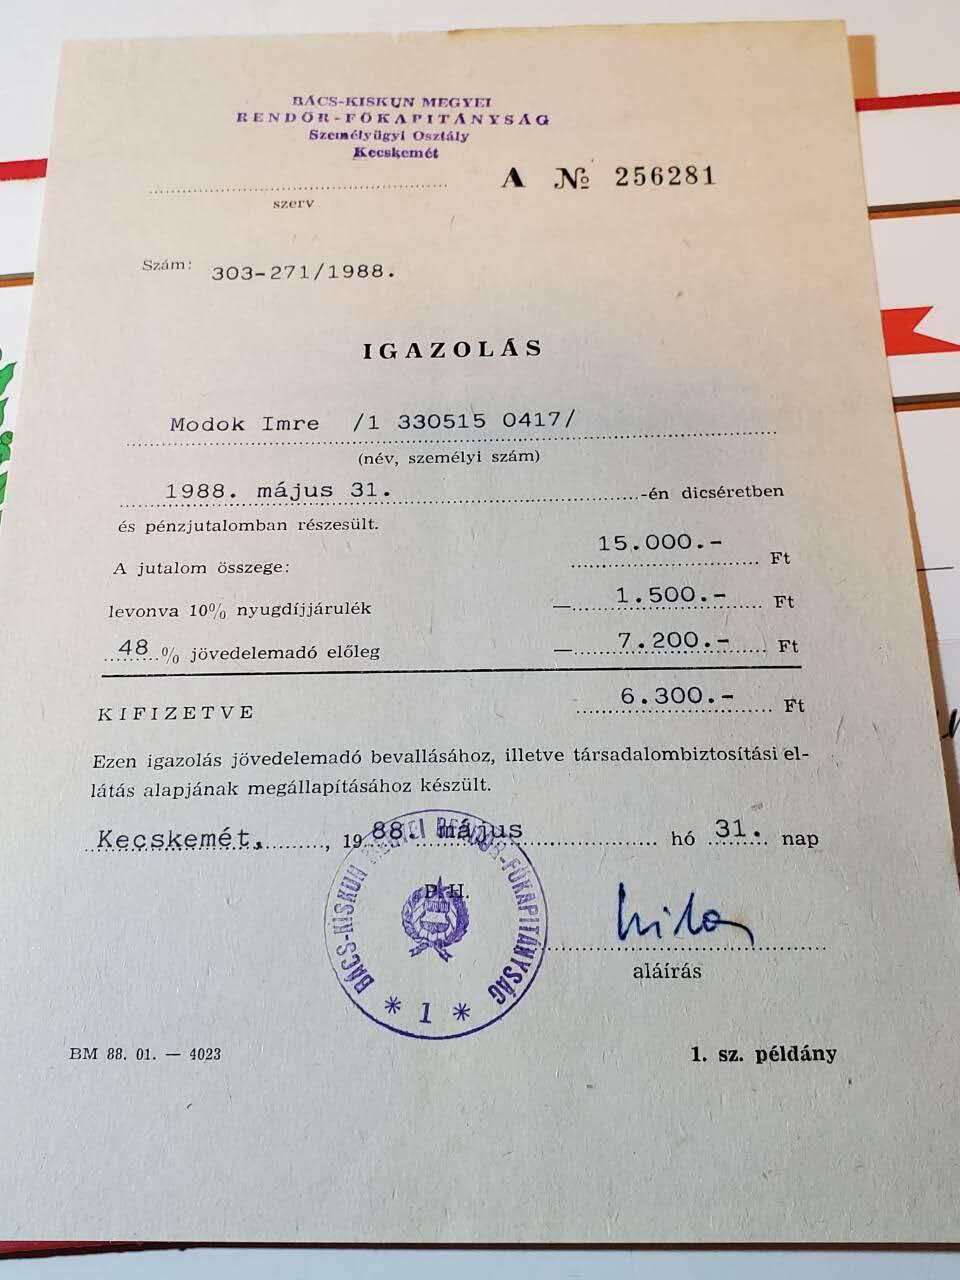 BÁCS-KISKUN MEGYEI
RENDŐR-FŐKAPITÁNYSÁG
Személyügyi Osztály
Kecskemét
szerv
A № 256281
Szám: 303-271/1988.
IGAZOLÁS
Modok Imre /1 330515 0417/
(név, személyi szám)
1988. május 31. -én dicséretben
és pénzjutalomban részesült.
A jutalom összege: 15.000.- Ft
levonva 10% nyugdíjjárulék — 1.500.- Ft
48 % jövedelemadó előleg — 7.200.- Ft
KIFIZETVE 6.300.- Ft
Ezen igazolás jövedelemadó bevallásához, illetve társadalombiztosítási el-
látás alapjának megállapításához készült.
Kecskemét, , 1988. május hó 31. nap
P. H.
BÁCS-KISKUN MEGYEI RENDŐR-FŐKAPITÁNYSÁG
* 1 *
aláírás
BM 88. 01. — 4023
1. sz. példány